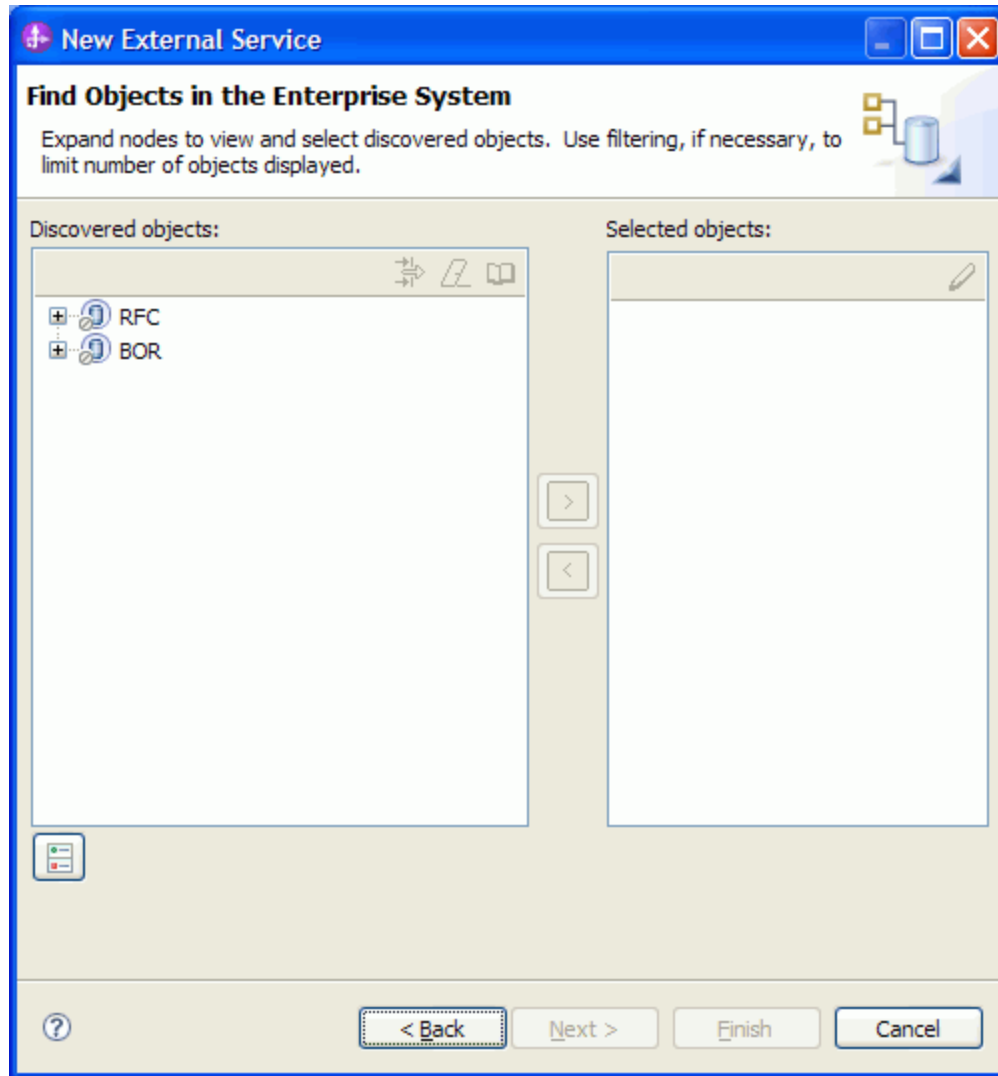 New External Service
Find Objects in the Enterprise System
Expand nodes to view and select discovered objects. Use filtering, if necessary, to
limit number of objects displayed.
Discovered objects:
Selected objects:
RFC
BOR
>
<
? < Back Next > Finish Cancel